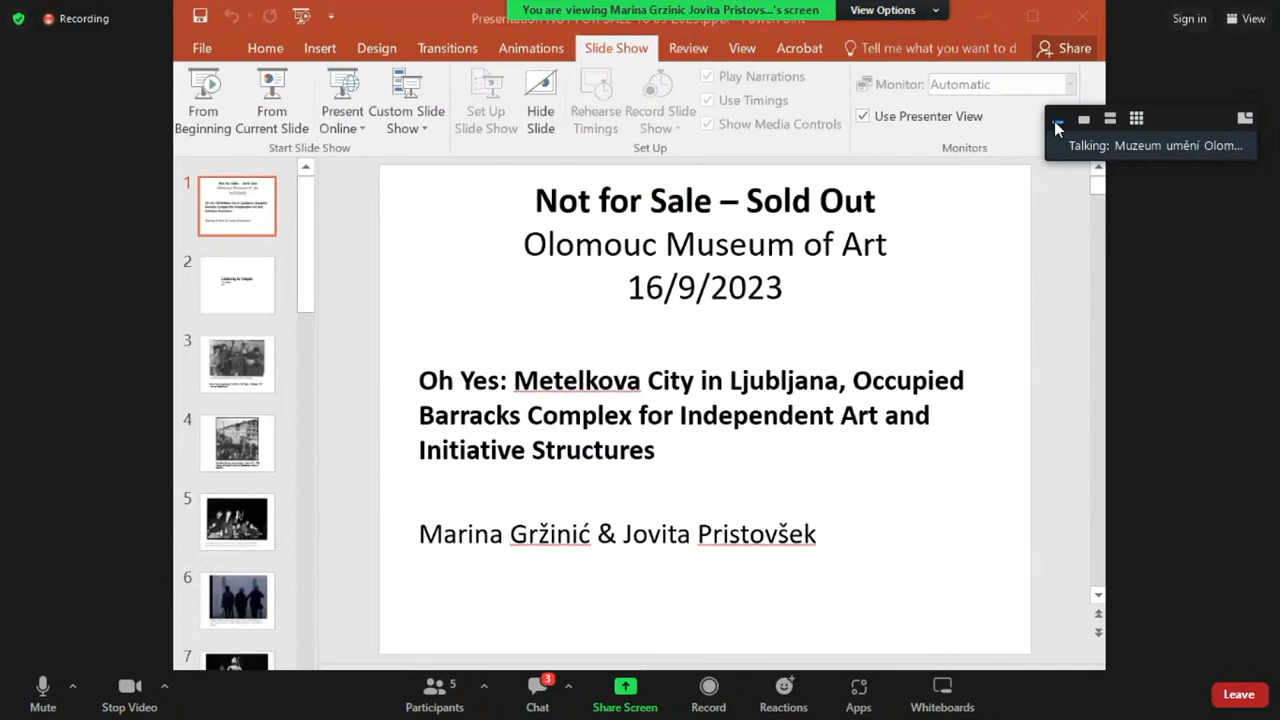 Recording
You are viewing Marina Grzinic Jovita Pristovs...'s screen
View Options
Sign in
View
File
Home
Insert
Design
Transitions
Animations
Slide Show
Review
View
Acrobat
Tell me what you want to d
Share
From Beginning
From Current Slide
Present Online
Custom Slide Show
Set Up Slide Show
Hide Slide
Rehearse Timings
Record Slide Show
Play Narrations
Use Timings
Show Media Controls
Monitor: Automatic
Use Presenter View
Start Slide Show
Set Up
Monitors
Talking: Muzeum umění Olom...
1
2
3
4
5
6
7
Not for Sale – Sold Out
Olomouc Museum of Art
16/9/2023
Oh Yes: Metelkova City in Ljubljana, Occupied
Barracks Complex for Independent Art and
Initiative Structures
Marina Gržinić & Jovita Pristovšek
Mute
Stop Video
5
Participants
3
Chat
Share Screen
Record
Reactions
Apps
Whiteboards
Leave